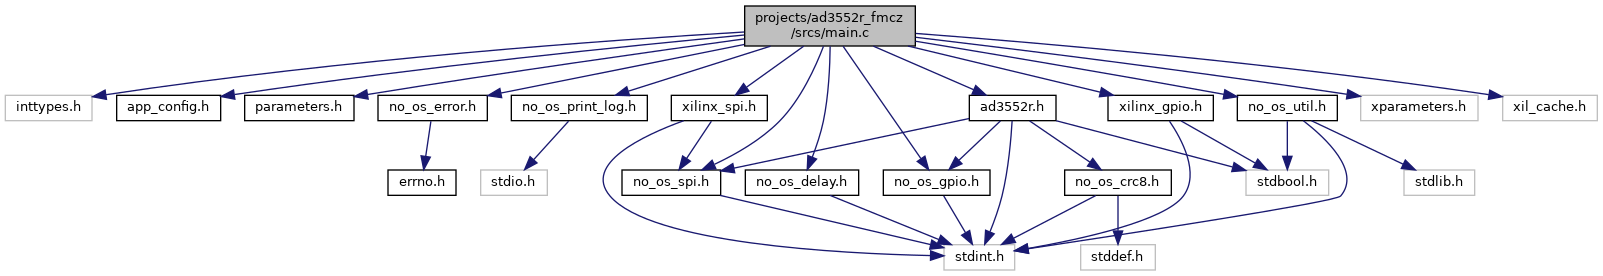 projects/ad3552r_fmcz
/srcs/main.c
inttypes.h
app_config.h
parameters.h
no_os_error.h
no_os_print_log.h
xilinx_spi.h
ad3552r.h
xilinx_gpio.h
no_os_util.h
xparameters.h
xil_cache.h
errno.h
stdio.h
no_os_spi.h
no_os_delay.h
no_os_gpio.h
no_os_crc8.h
stdbool.h
stdlib.h
stdint.h
stddef.h